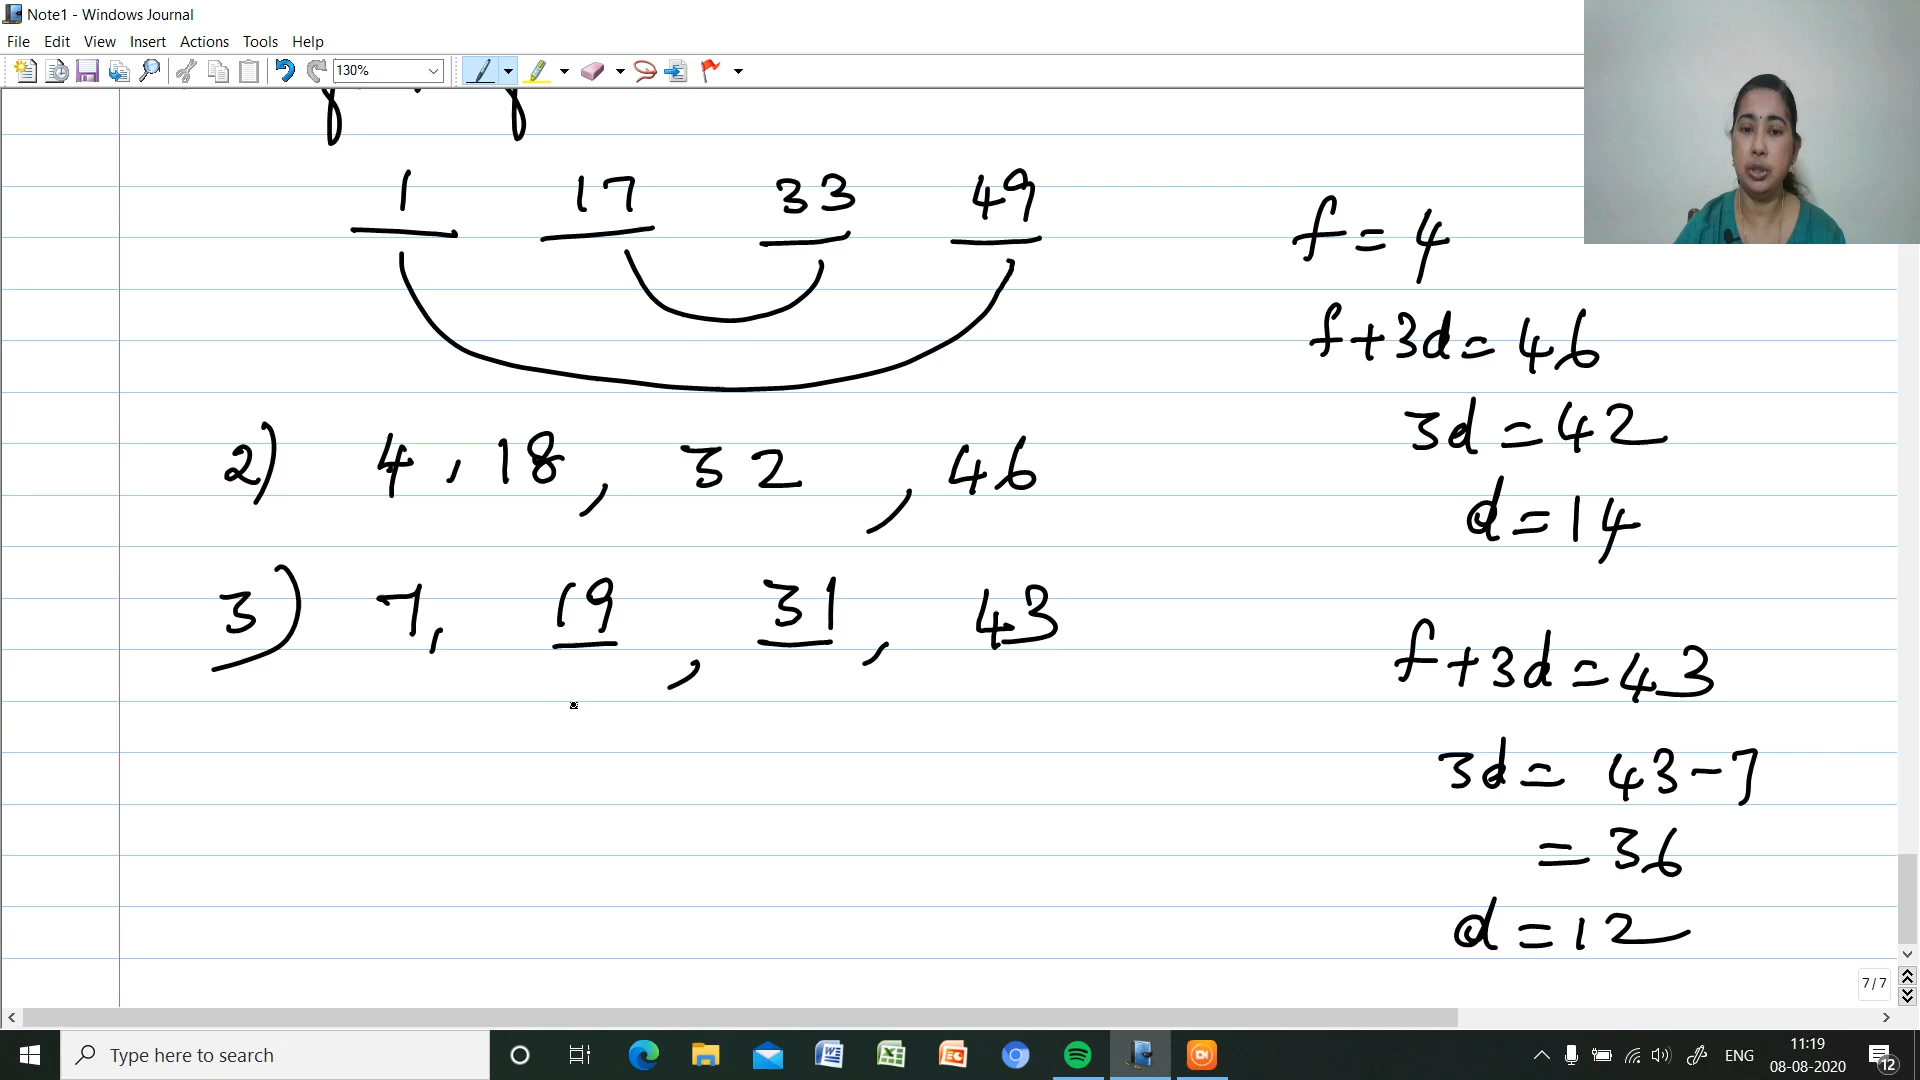 Note1 - Windows Journal
File Edit View Insert Actions Tools Help
130%
1 17 33 49
f = 4
f + 3d = 46
3d = 42
d = 14
2) 4, 18, 32, 46
3) 7, 19, 31, 43
f + 3d = 43
3d = 43 - 7
= 36
d = 12
7 / 7
Type here to search
ENG
11:19
08-08-2020
12